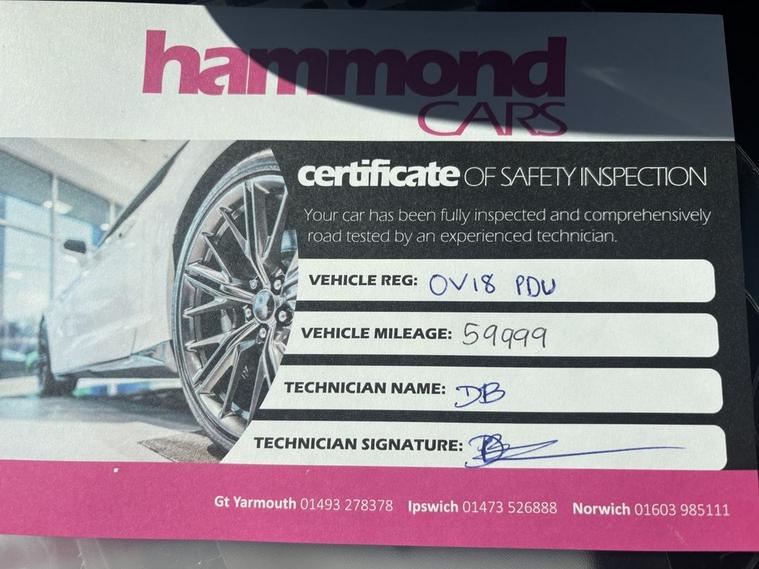 hammond
CARS
certificate OF SAFETY INSPECTION
Your car has been fully inspected and comprehensively
road tested by an experienced technician.
VEHICLE REG: OV18 PDU
VEHICLE MILEAGE: 59999
TECHNICIAN NAME: DB
TECHNICIAN SIGNATURE:
Gt Yarmouth 01493 278378 Ipswich 01473 526888 Norwich 01603 985111